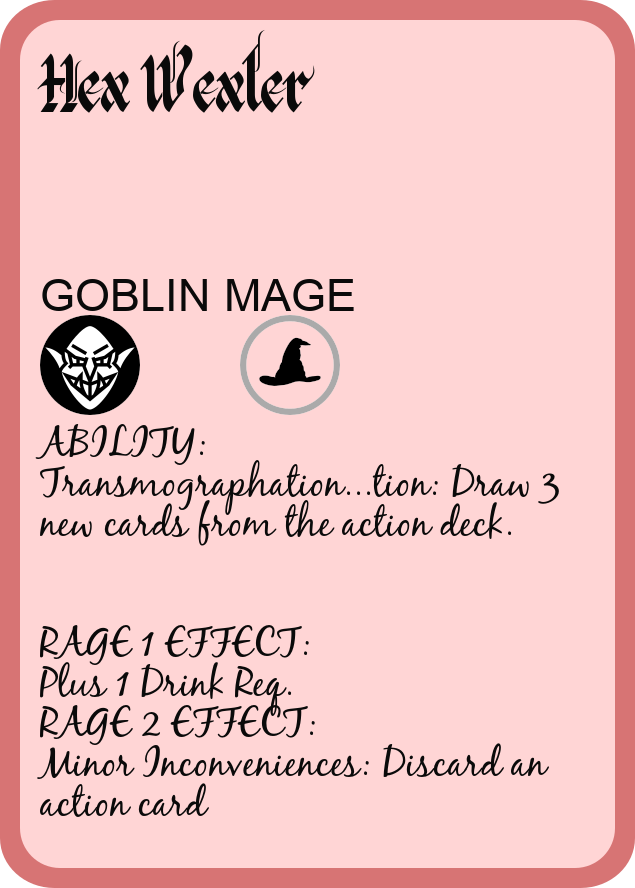 Hex Wexler
GOBLIN MAGE
ABILITY:
Transmographation...tion: Draw 3
new cards from the action deck.
RAGE 1 EFFECT:
Plus 1 Drink Req.
RAGE 2 EFFECT:
Minor Inconveniences: Discard an
action card